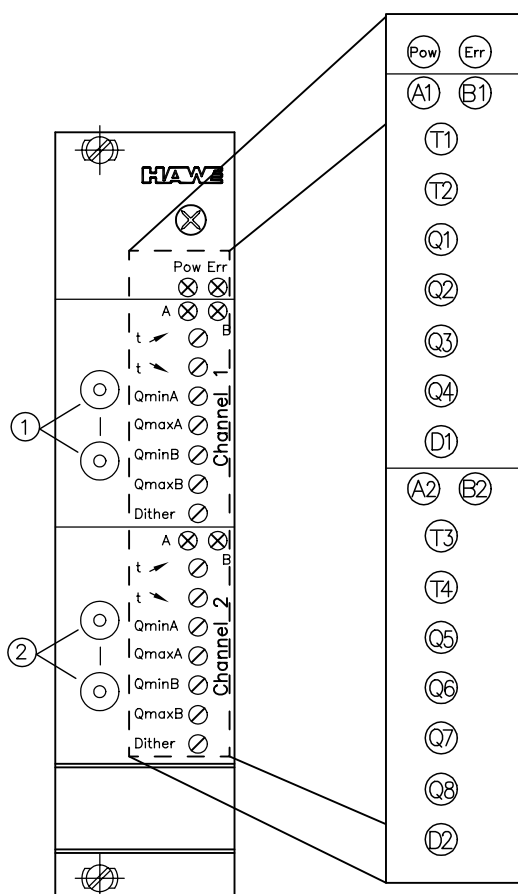 HAWE
Pow Err
A B
t
t
QminA
QmaxA
QminB
QmaxB
Dither
Channel 1
1
A B
t
t
QminA
QmaxA
QminB
QmaxB
Dither
Channel 2
2
Pow Err
A1 B1
T1
T2
Q1
Q2
Q3
Q4
D1
A2 B2
T3
T4
Q5
Q6
Q7
Q8
D2